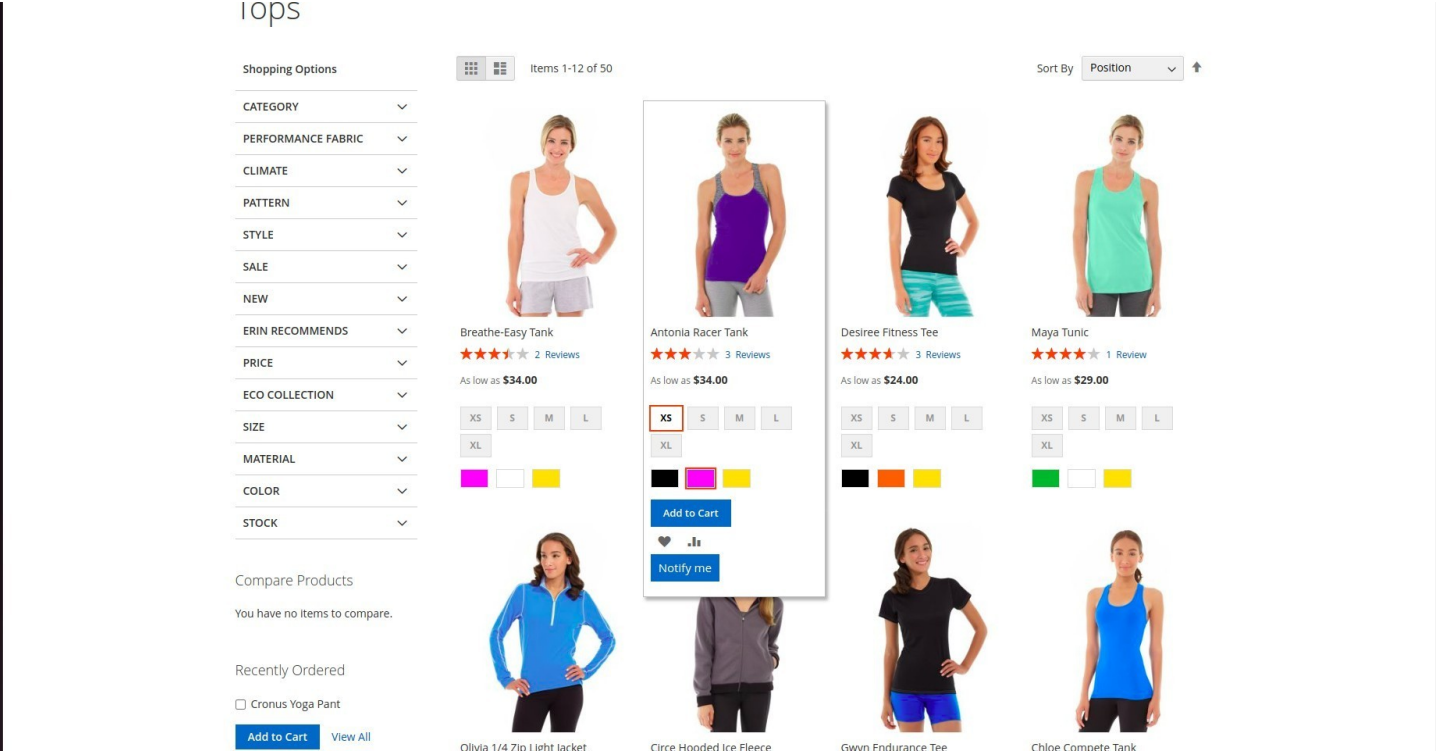 Tops
Shopping Options
CATEGORY
PERFORMANCE FABRIC
CLIMATE
PATTERN
STYLE
SALE
NEW
ERIN RECOMMENDS
PRICE
ECO COLLECTION
SIZE
MATERIAL
COLOR
STOCK
Compare Products
You have no items to compare.
Recently Ordered
Cronus Yoga Pant
Add to Cart View All
Items 1-12 of 50 Sort By Position
Breathe-Easy Tank
2 Reviews
As low as $34.00
XS S M L
XL
Antonia Racer Tank
3 Reviews
As low as $34.00
XS S M L
XL
Add to Cart
Notify me
Desiree Fitness Tee
3 Reviews
As low as $24.00
XS S M L
XL
Maya Tunic
1 Review
As low as $29.00
XS S M L
XL
Olivia 1/4 Zip Light Jacket
Circe Hooded Ice Fleece
Gwyn Endurance Tee
Chloe Compete Tank